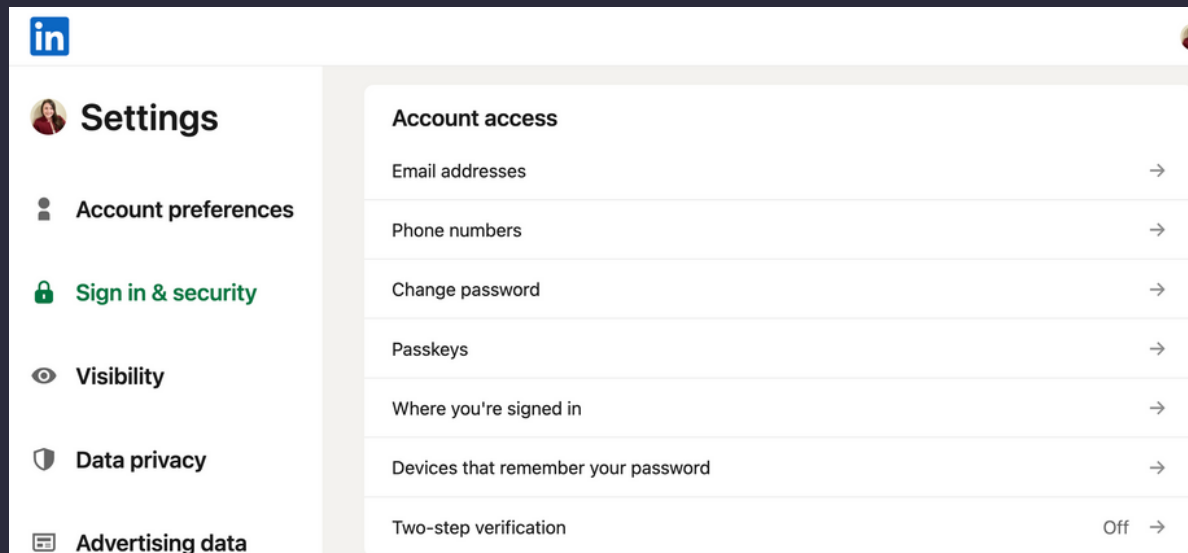 in
Settings
Account preferences
Sign in & security
Visibility
Data privacy
Advertising data
Account access
Email addresses
Phone numbers
Change password
Passkeys
Where you're signed in
Devices that remember your password
Two-step verification Off